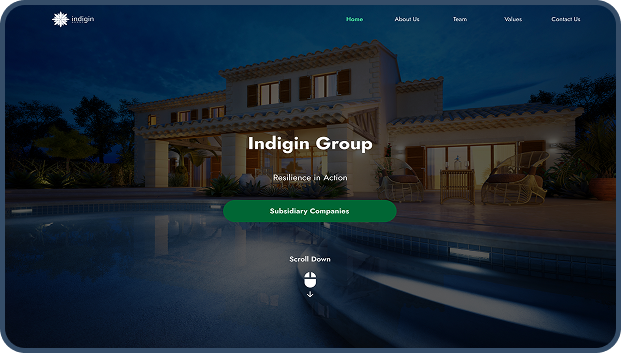 indigin
Home
About Us
Team
Values
Contact Us
Indigin Group
Resilience in Action
Subsidiary Companies
Scroll Down